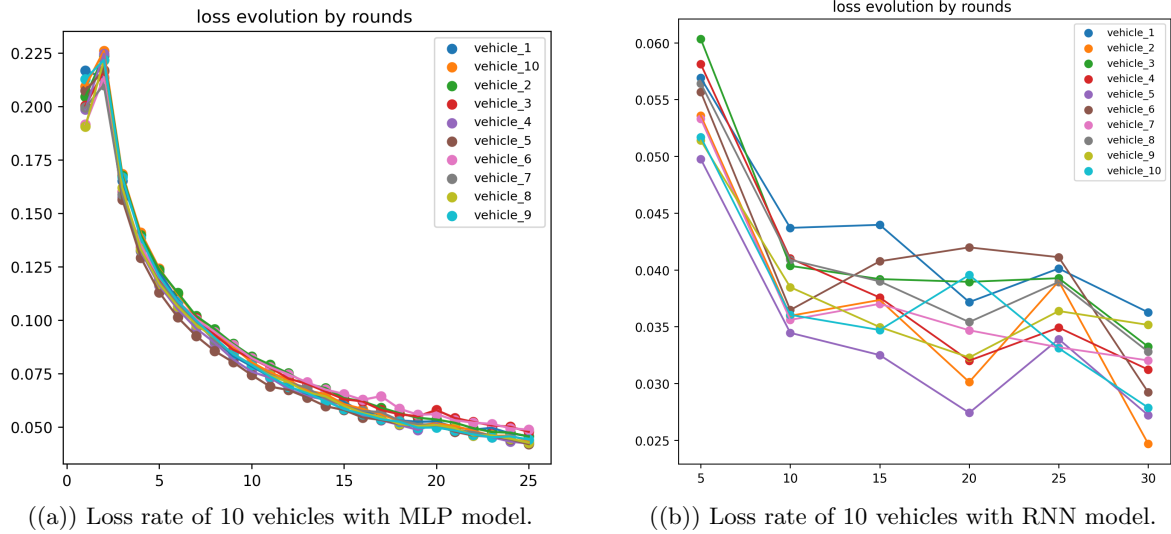 loss evolution by rounds
0.225
0.200
0.175
0.150
0.125
0.100
0.075
0.050
0 5 10 15 20 25
vehicle_1
vehicle_10
vehicle_2
vehicle_3
vehicle_4
vehicle_5
vehicle_6
vehicle_7
vehicle_8
vehicle_9
((a)) Loss rate of 10 vehicles with MLP model.
loss evolution by rounds
0.060
0.055
0.050
0.045
0.040
0.035
0.030
0.025
5 10 15 20 25 30
vehicle_1
vehicle_2
vehicle_3
vehicle_4
vehicle_5
vehicle_6
vehicle_7
vehicle_8
vehicle_9
vehicle_10
((b)) Loss rate of 10 vehicles with RNN model.